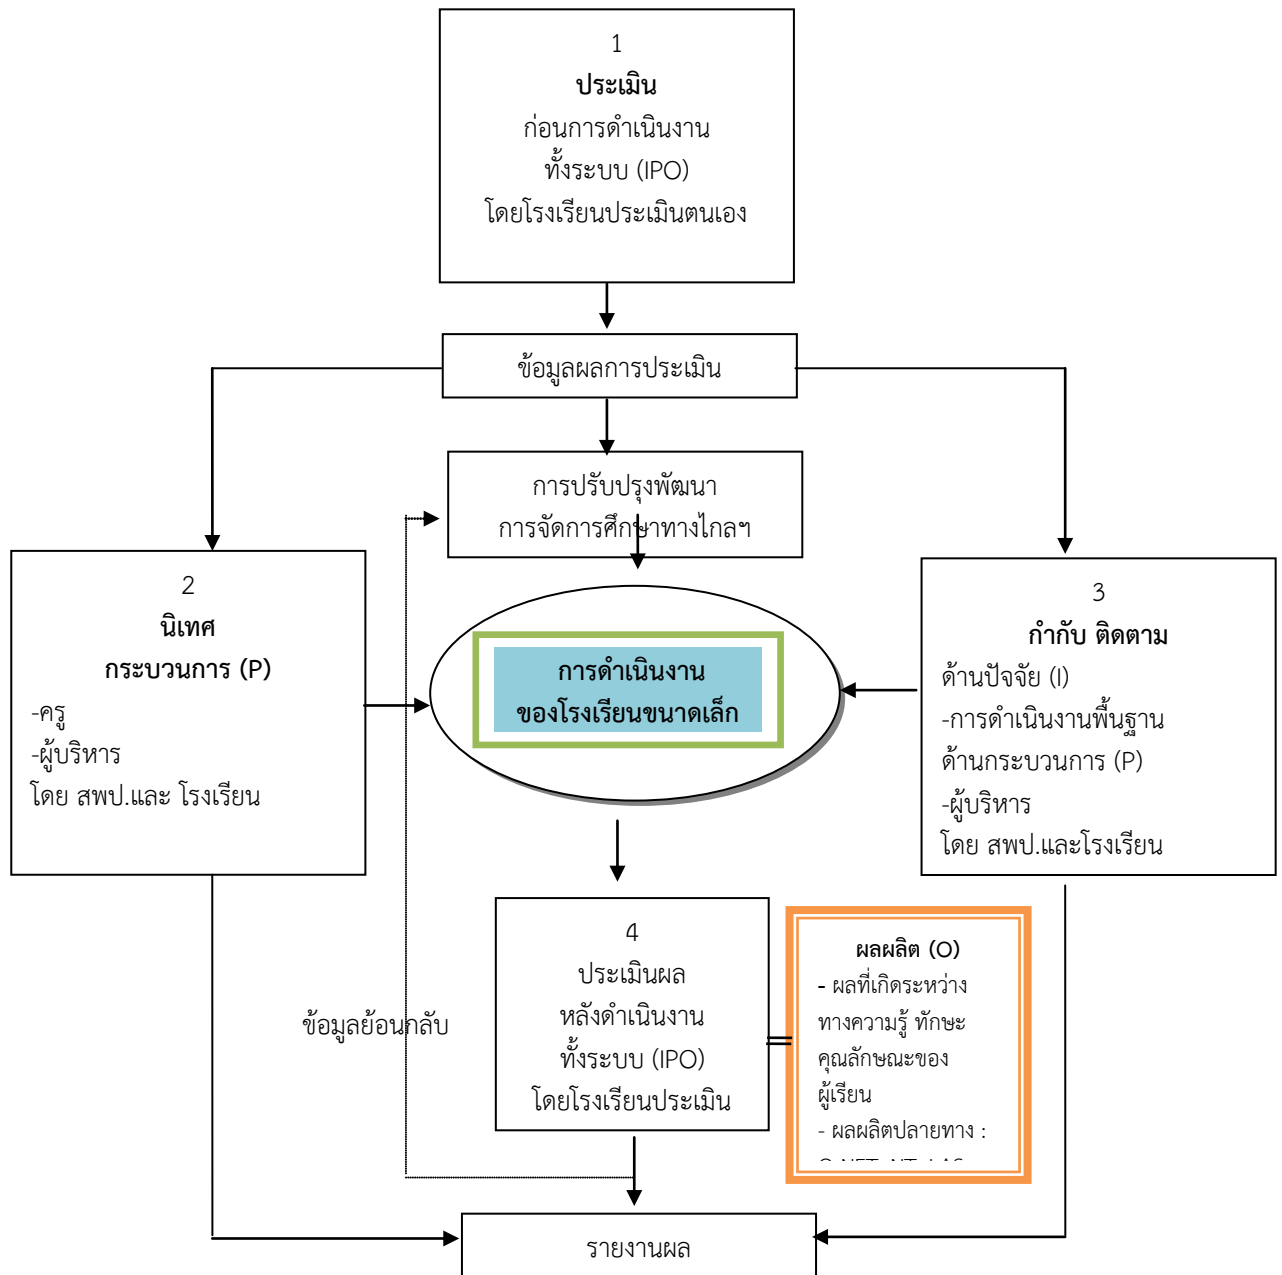 1
ประเมิน
ก่อนการดำเนินงาน
ทั้งระบบ (IPO)
โดยโรงเรียนประเมินตนเอง
ข้อมูลผลการประเมิน
การปรับปรุงพัฒนา
การจัดการศึกษาทางไกลฯ
2
นิเทศ
กระบวนการ (P)
-ครู
-ผู้บริหาร
โดย สพป.และ โรงเรียน
การดำเนินงาน
ของโรงเรียนขนาดเล็ก
3
กำกับ ติดตาม
ด้านปัจจัย (I)
-การดำเนินงานพื้นฐาน
ด้านกระบวนการ (P)
-ผู้บริหาร
โดย สพป.และโรงเรียน
4
ประเมินผล
หลังดำเนินงาน
ทั้งระบบ (IPO)
โดยโรงเรียนประเมิน
ผลผลิต (O)
- ผลที่เกิดระหว่าง
ทางความรู้ ทักษะ
คุณลักษณะของ
ผู้เรียน
- ผลผลิตปลายทาง :
ข้อมูลย้อนกลับ
รายงานผล